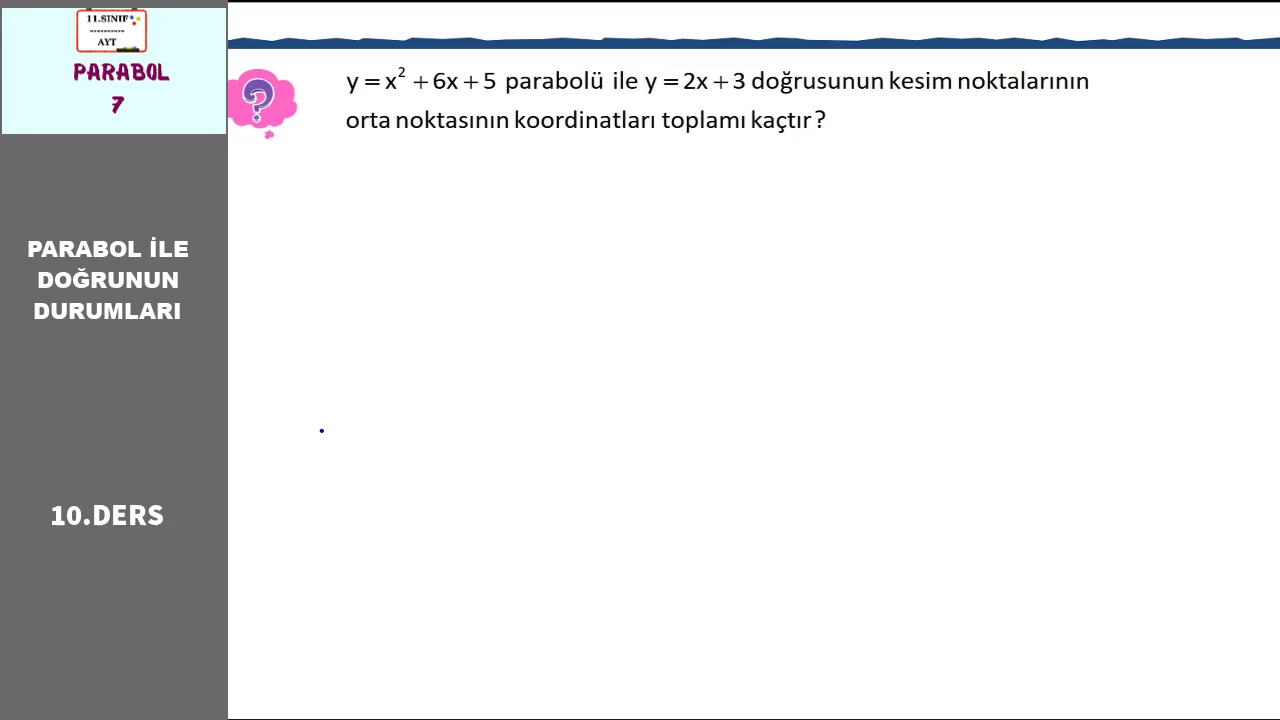 11.SINIF
----------
AYT
PARABOL
7
y = x² + 6x + 5 parabolü ile y = 2x + 3 doğrusunun kesim noktalarının
orta noktasının koordinatları toplamı kaçtır?
?
PARABOL İLE
DOĞRUNUN
DURUMLARI
10.DERS